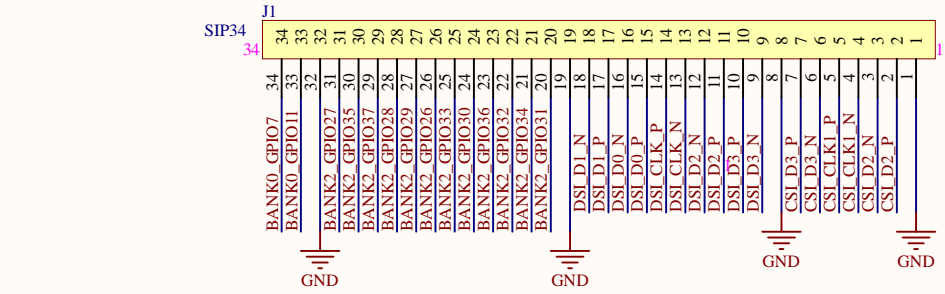 J1
SIP34
34
34 33 32 31 30 29 28 27 26 25 24 23 22 21 20 19 18 17 16 15 14 13 12 11 10 9 8 7 6 5 4 3 2 1
1
34 33 32 31 30 29 28 27 26 25 24 23 22 21 20 19 18 17 16 15 14 13 12 11 10 9 8 7 6 5 4 3 2 1
BANK0_GPIO7
BANK0_GPIO11
BANK2_GPIO27
BANK2_GPIO35
BANK2_GPIO37
BANK2_GPIO28
BANK2_GPIO29
BANK2_GPIO26
BANK2_GPIO33
BANK2_GPIO30
BANK2_GPIO36
BANK2_GPIO32
BANK2_GPIO34
BANK2_GPIO31
DSI_D1_N
DSI_D1_P
DSI_D0_N
DSI_D0_P
DSI_CLK_P
DSI_CLK_N
DSI_D2_N
DSI_D2_P
DSI_D3_P
DSI_D3_N
CSI_D3_P
CSI_D3_N
CSI_CLK1_P
CSI_CLK1_N
CSI_D2_N
CSI_D2_P
GND
GND
GND
GND